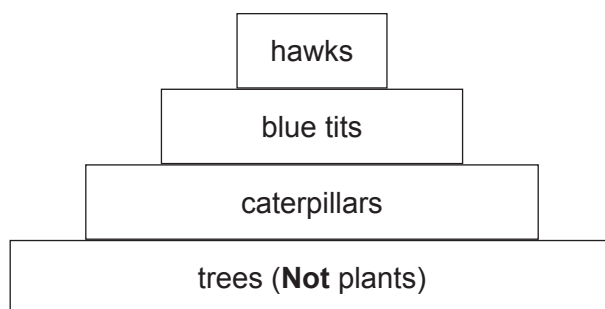 hawks
blue tits
caterpillars
trees (Not plants)